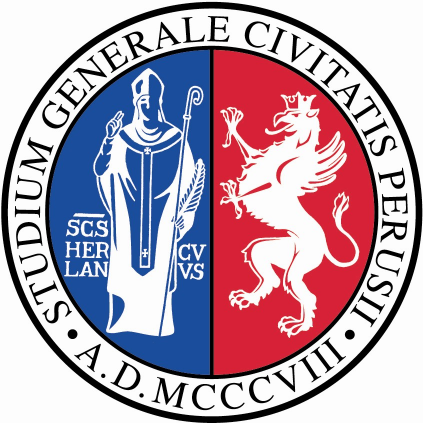 STUDIUM GENERALE CIVITATIS PERUSII
SCS
HER CV
LAN VS
• A.D. MCCCVIII •